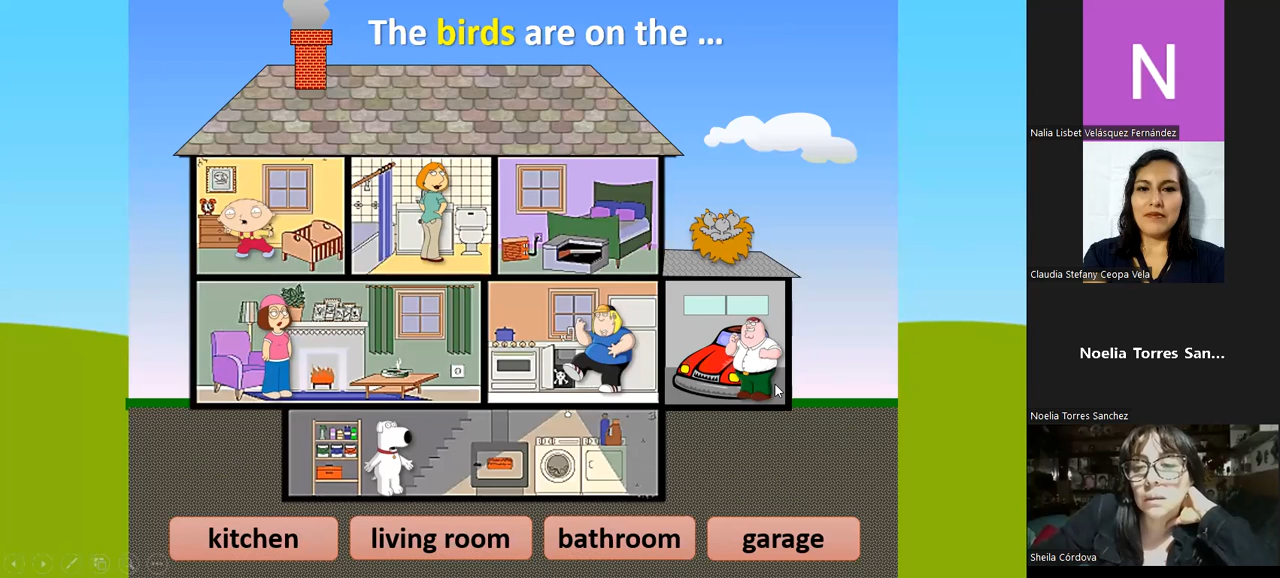 The birds are on the ...
kitchen
living room
bathroom
garage
N
Nalia Lisbet Velásquez Fernández
Claudia Stefany Ceopa Vela
Noelia Torres San...
Noelia Torres Sanchez
Sheila Córdova